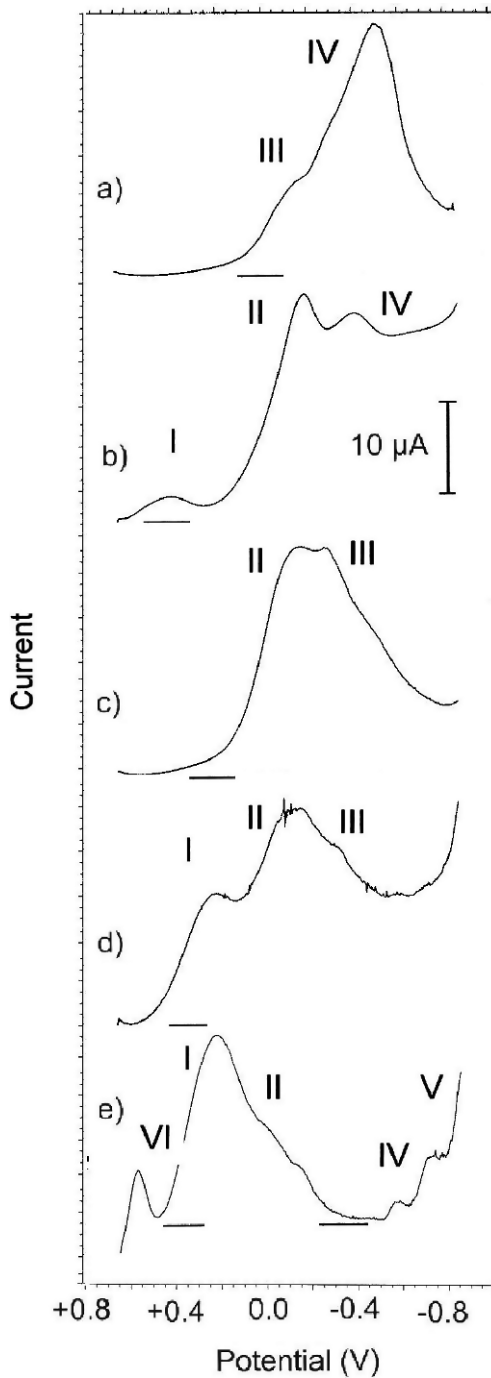 IV
III
a)
II
IV
I
10 µA
b)
II
III
c)
Current
II
III
I
d)
I
II
V
e)
VI
IV
+0.8 +0.4 0.0 -0.4 -0.8
Potential (V)